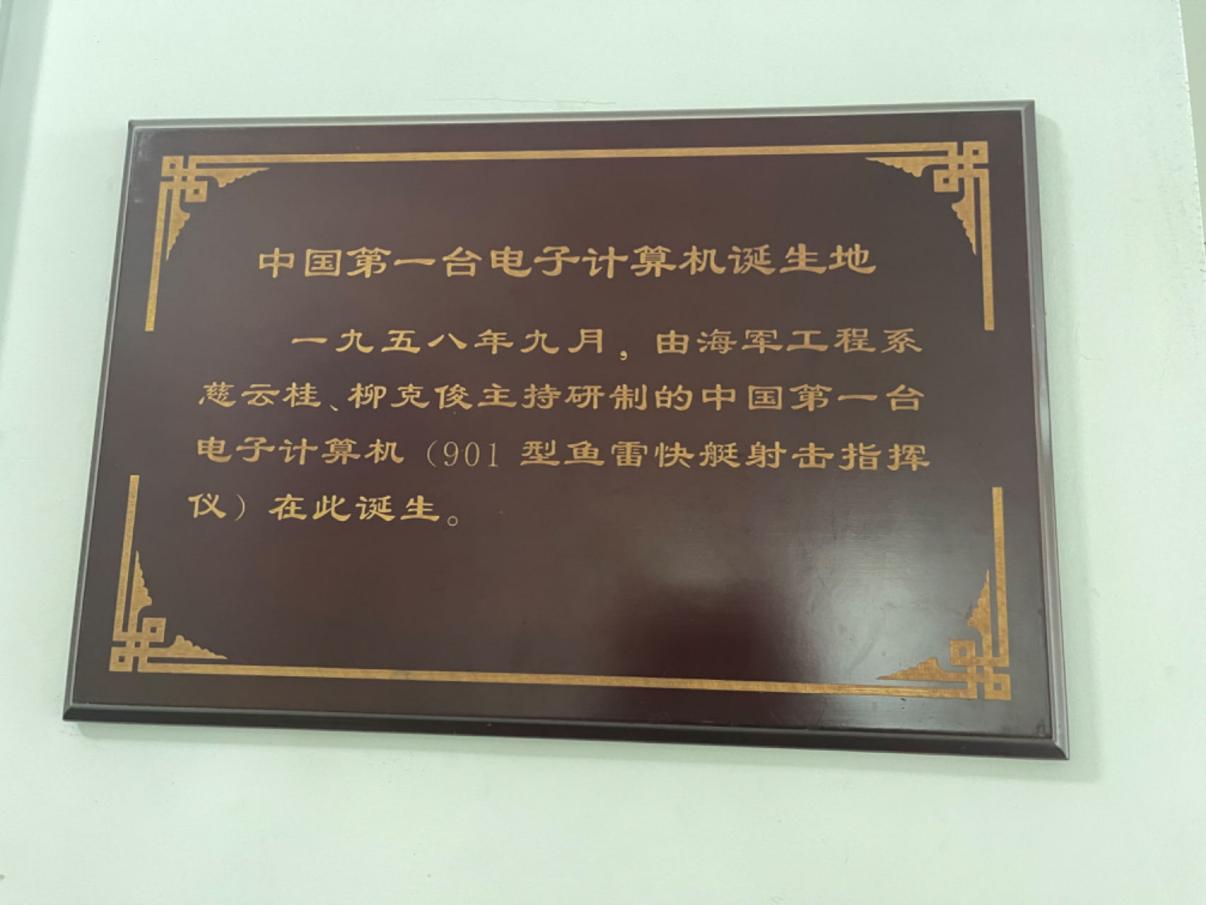 中国第一台电子计算机诞生地
一九五八年九月，由海军工程系
慈云桂、柳克俊主持研制的中国第一台
电子计算机（901 型鱼雷快艇射击指挥
仪）在此诞生。